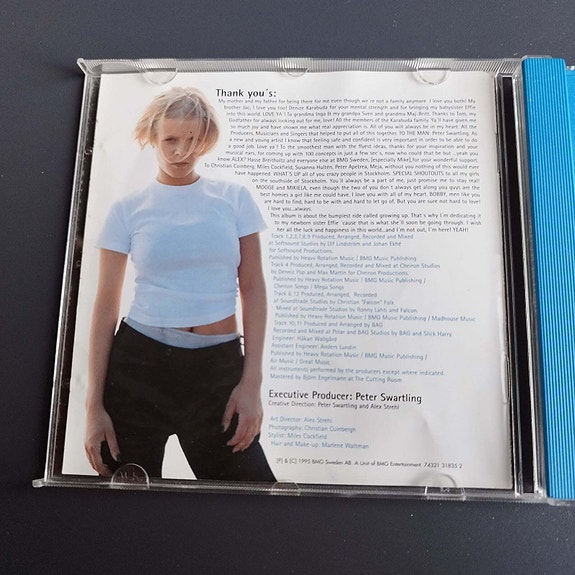 Thank you´s:
My mother and my father for being there for me even though we´re not a family anymore. I love you both! My
brother Jac, I love you too! Denize Karabuda for your mental strength and for bringing my babysister Effie
into this world. LOVE YA! To grandma Inga & my grandpa Sven and grandma Maj-Britt. Thanks to Tom, my
Godfather for always looking out for me, love! All the members of the Karabuda family. Ya´ll have given me
so much joy and have shown me what real appreciation is. All of you will always be in my heart. All the
Producers, Musicians and Singers that helped to put all of this together. TO THE MAN: Peter Swartling. As
a new and young artist I know that feeling safe and comfortable is very important in order to be able to do
a good job. Love ya´! To the smoothest man with the flyest ideas, thanks for your inspiration and your
musical ears, for coming up with 100 concepts in just a few sec´s, now who could that be but...yeah you
know ALEX! Hasse Breitholtz and everyone else at BMG Sweden, [especially Mike], for your wonderful support.
To Christian Coinberg, Miles Cockfield, Susanna Hultén, Peter Apetrea, Meja, without you nothing of this would ever
have happened. WHAT´S UP all of you crazy people in Stockholm. SPECIAL SHOUTOUTS to all my girls
on the southside of Stockholm. You´ll always be a part of me, just promise me to stay real!
MOGGE and MIKIELA, even though the two of you don´t always get along you guys are the
best homies a girl like me could have. I love you with all of my heart. BOBBY, men like you
are hard to find, hard to be with and hard to let go of. But you are sure not hard to love!
I love you...always.
This album is about the bumpiest ride called growing up. That´s why I´m dedicating it
to my newborn sister Effie ´cause that is what she´ll soon be going through. I wish
her all the luck and happiness in this world...and I´m not out, I´m here! YEAH!
Track 1,2,3,7,8,9 Produced, Arranged, Recorded and Mixed
at Softsound Studios by Ulf Lindström and Johan Ekhé
for Softsound Productions.
Published by Heavy Rotation Music / BMG Music Publishing.
Track 4 Produced, Arranged, Recorded and Mixed at Cheiron Studios
by Denniz Pop and Max Martin for Cheiron Productions.
Published by Heavy Rotation Music / BMG Music Publishing /
Cheiron Songs / Mega Songs
Track 6,12 Produced, Arranged, Recorded
at Soundtrade Studios by Christian "Falcon" Falk
Mixed at Soundtrade Studios by Ronny Lahti and Falcon.
Published by Heavy Rotation Music / BMG Music Publishing / Madhouse Music
Track 10,11 Produced and Arranged by BAG
Recorded and Mixed at Polar and BAG Studios by BAG and Stick Harry
Engineer: Håkan Wollgård
Assistant Engineer: Anders Lundin
Published by Heavy Rotation Music / BMG Music Publishing /
Air Music / Great Music
All instruments performed by the producers except where indicated.
Mastered by Björn Engelmann at The Cutting Room
Executive Producer: Peter Swartling
Creative Direction: Peter Swartling and Alex Strehl
Art Director: Alex Strehl
Photography: Christian Coinbergh
Stylist: Miles Cockfield
Hair and Make-up: Marlene Waltman
[P] & [C] 1995 BMG Sweden AB. A Unit of BMG Entertainment. 74321 31835 2